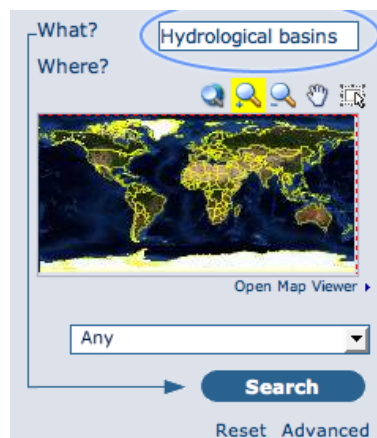 What?
Hydrological basins
Where?
Open Map Viewer
Any
Search
Reset Advanced